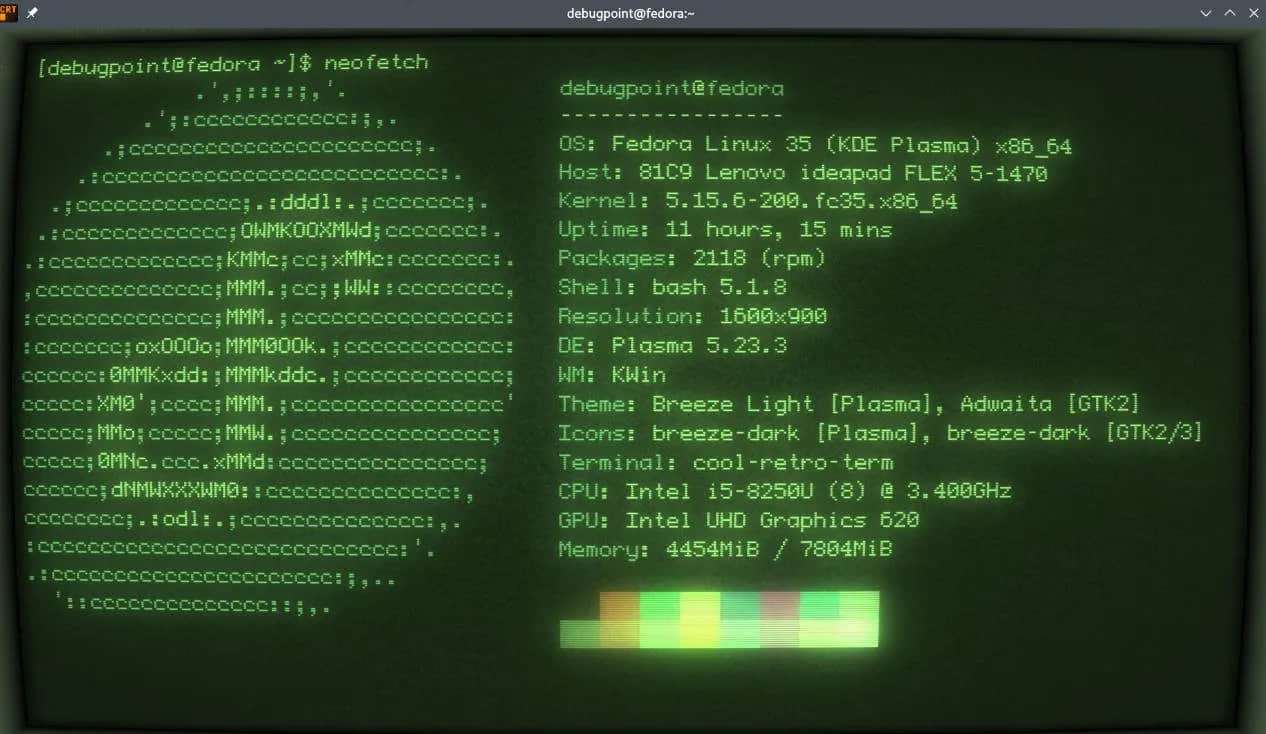 CRT
debugpoint@fedora:~
[debugpoint@fedora ~]$ neofetch
.',;::::;,'.
.';:cccccccccccc:;,.
.;cccccccccccccccccccccc;.
.:cccccccccccccccccccccccccc:.
.;ccccccccccccc;.:dddl:.;ccccccc;.
.:ccccccccccccc;OWMKOOXMWd;ccccccc:.
.:ccccccccccccc;KMMc;cc;xMMc:ccccccc:.
,cccccccccccccc;MMM.;cc;;WW::cccccccc,
:cccccccccccccc;MMM.;cccccccccccccccc:
:ccccccc;oxOOOo;MMM0OOk.;cccccccccccc:
cccccc:0MMKxdd:;MMMkddc.;cccccccccccc;
ccccc:XM0';cccc;MMM.;cccccccccccccccc'
ccccc;MMo;ccccc;MMW.;ccccccccccccccc;
ccccc;0MNc.ccc.xMMd:ccccccccccccccc;
cccccc;dNMWXXXWM0::cccccccccccccc:,
cccccccc;.:odl:.;cccccccccccccc:,.
:cccccccccccccccccccccccccccc:'.
.:cccccccccccccccccccccc:;,..
'::cccccccccccccc::;,.
debugpoint@fedora
-----------------
OS: Fedora Linux 35 (KDE Plasma) x86_64
Host: 81C9 Lenovo ideapad FLEX 5-1470
Kernel: 5.15.6-200.fc35.x86_64
Uptime: 11 hours, 15 mins
Packages: 2118 (rpm)
Shell: bash 5.1.8
Resolution: 1600x900
DE: Plasma 5.23.3
WM: KWin
Theme: Breeze Light [Plasma], Adwaita [GTK2]
Icons: breeze-dark [Plasma], breeze-dark [GTK2/3]
Terminal: cool-retro-term
CPU: Intel i5-8250U (8) @ 3.400GHz
GPU: Intel UHD Graphics 620
Memory: 4454MiB / 7804MiB